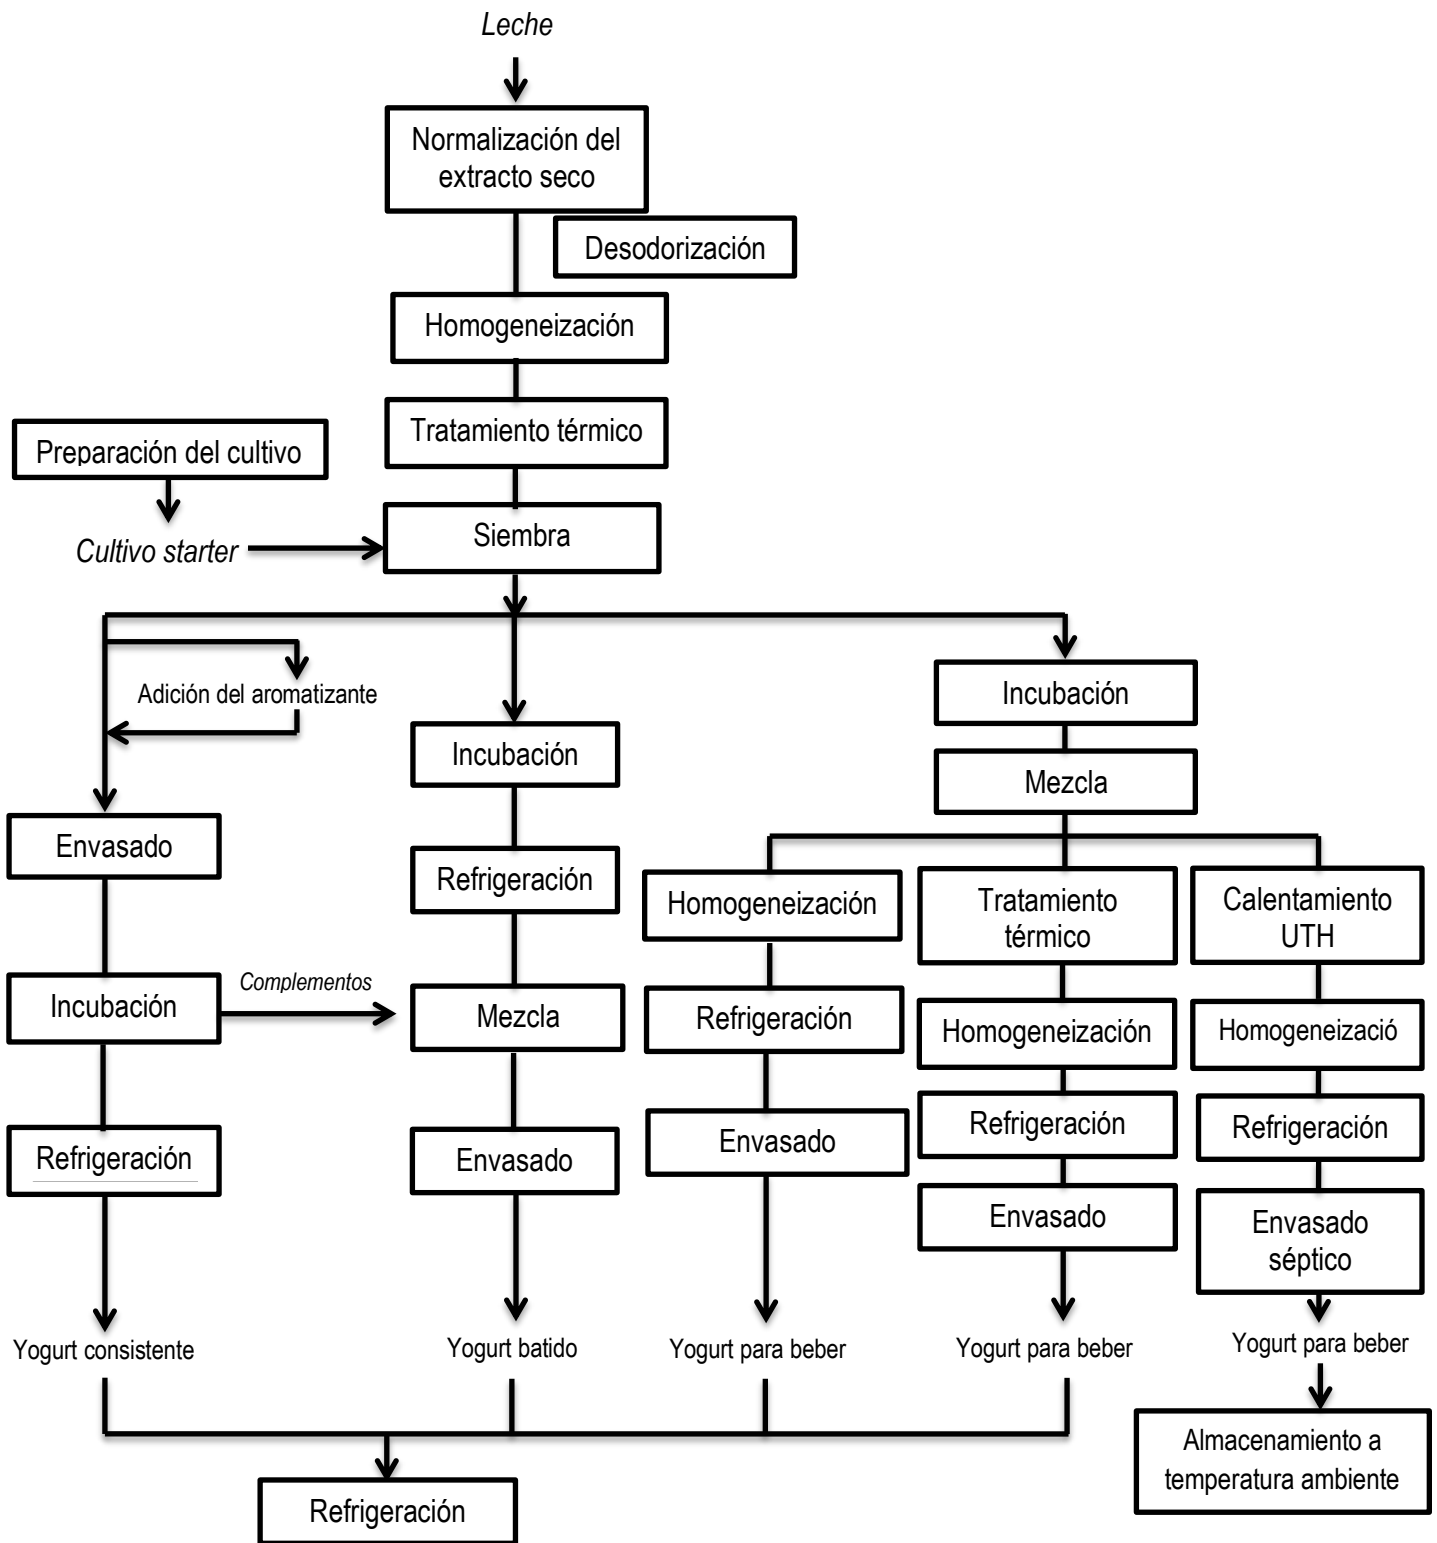 Leche
Normalización del
extracto seco
Desodorización
Homogeneización
Tratamiento térmico
Preparación del cultivo
Siembra
Cultivo starter
Adición del aromatizante
Incubación
Incubación
Mezcla
Envasado
Refrigeración
Homogeneización
Tratamiento
térmico
Calentamiento
UTH
Incubación
Complementos
Mezcla
Refrigeración
Homogeneización
Homogeneizació
Refrigeración
Envasado
Envasado
Refrigeración
Refrigeración
Envasado
Envasado
séptico
Yogurt consistente
Yogurt batido
Yogurt para beber
Yogurt para beber
Yogurt para beber
Almacenamiento a
temperatura ambiente
Refrigeración